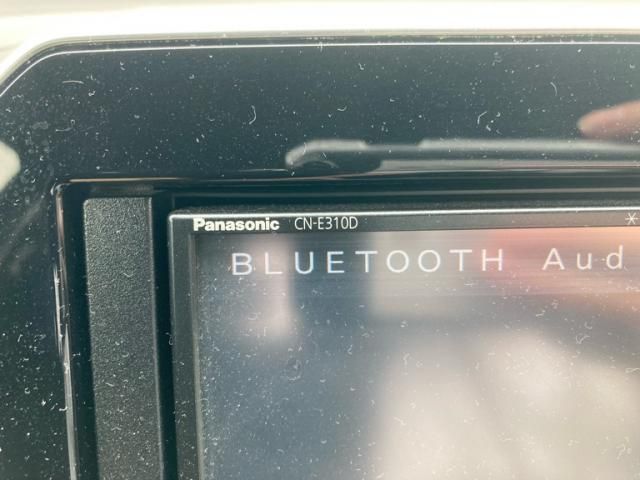 Panasonic CN-E310D
BLUETOOTH Aud